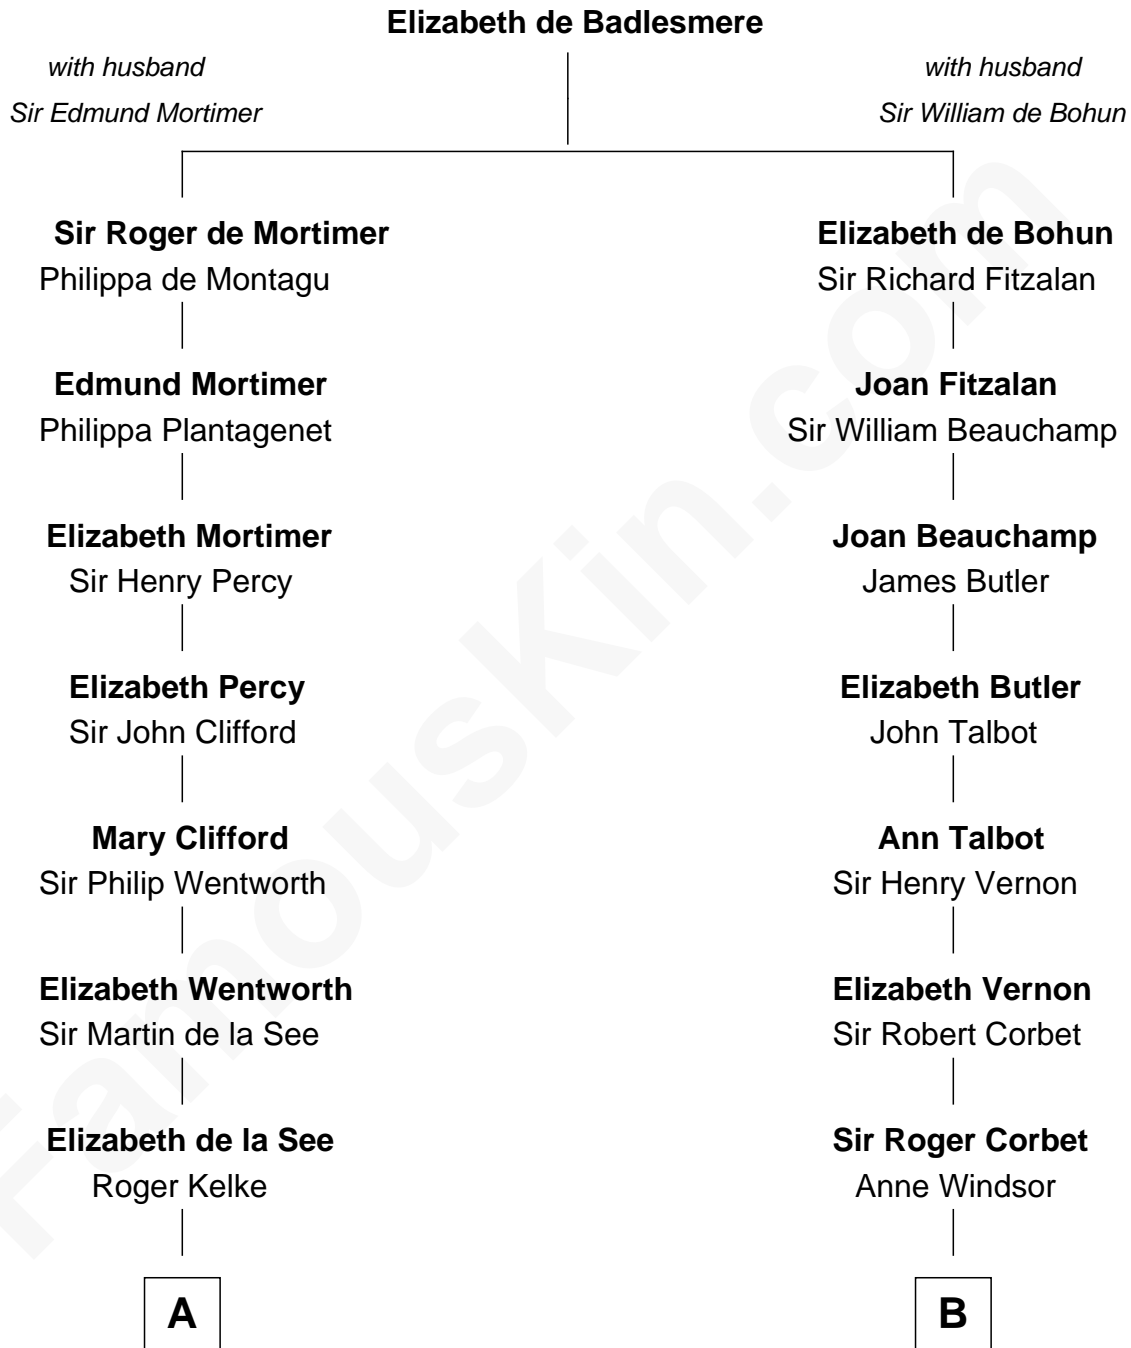 Elizabeth de Badlesmere
with husband
Sir Edmund Mortimer
with husband
Sir William de Bohun
Sir Roger de Mortimer
Philippa de Montagu
Edmund Mortimer
Philippa Plantagenet
Elizabeth Mortimer
Sir Henry Percy
Elizabeth Percy
Sir John Clifford
Mary Clifford
Sir Philip Wentworth
Elizabeth Wentworth
Sir Martin de la See
Elizabeth de la See
Roger Kelke
A
Elizabeth de Bohun
Sir Richard Fitzalan
Joan Fitzalan
Sir William Beauchamp
Joan Beauchamp
James Butler
Elizabeth Butler
John Talbot
Ann Talbot
Sir Henry Vernon
Elizabeth Vernon
Sir Robert Corbet
Sir Roger Corbet
Anne Windsor
B
FamousKin.com